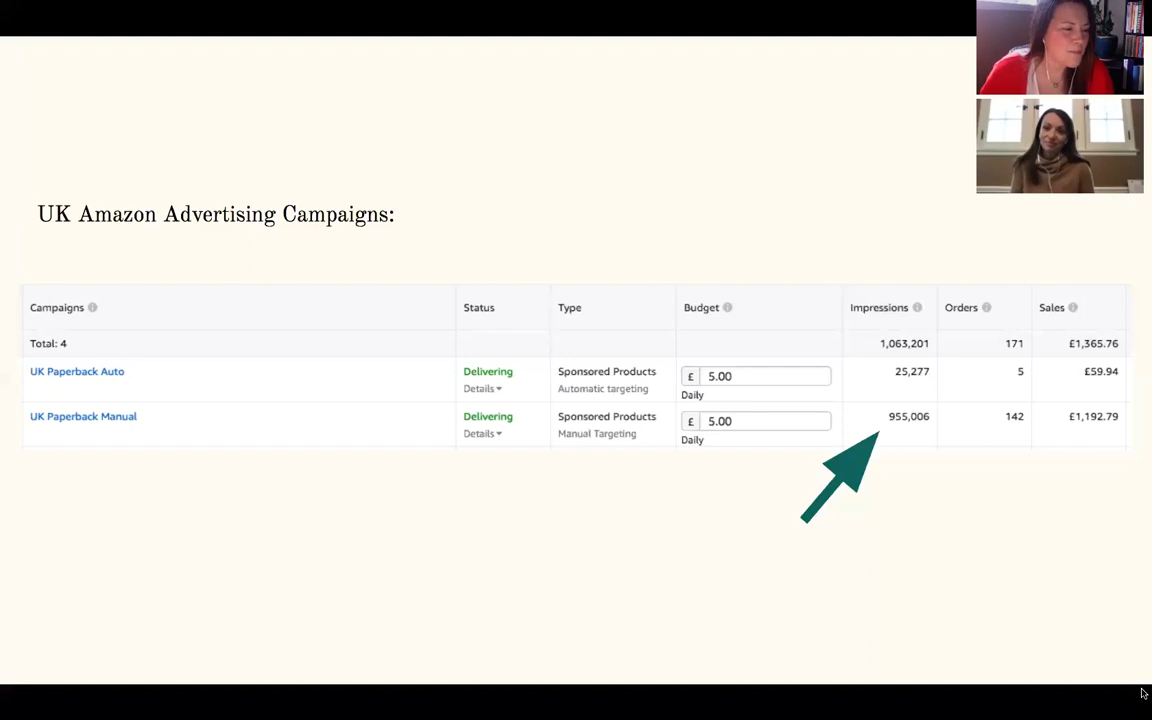 UK Amazon Advertising Campaigns:
Campaigns Status Type Budget Impressions Orders Sales
Total: 4 1,063,201 171 £1,365.76
UK Paperback Auto Delivering Sponsored Products £ 5.00 25,277 5 £59.94
Details Automatic targeting Daily
UK Paperback Manual Delivering Sponsored Products £ 5.00 955,006 142 £1,192.79
Details Manual Targeting Daily